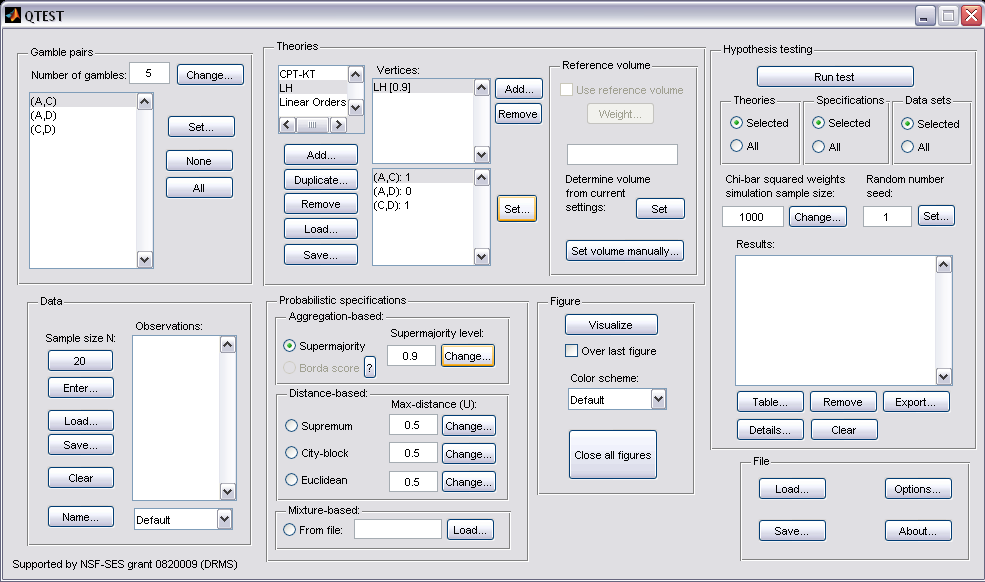 QTEST
Gamble pairs
Number of gambles: 5 Change...
(A,C)
(A,D)
(C,D)
Set...
None
All
Theories
CPT-KT
LH
Linear Orders
Add...
Duplicate...
Remove
Load...
Save...
Vertices:
LH [0.9]
Add...
Remove
(A,C): 1
(A,D): 0
(C,D): 1
Set...
Reference volume
Use reference volume
Weight...
Determine volume
from current
settings:
Set
Set volume manually...
Hypothesis testing
Run test
Theories
Selected
All
Specifications
Selected
All
Data sets
Selected
All
Chi-bar squared weights
simulation sample size:
1000 Change...
Random number
seed:
1 Set...
Results:
Table... Remove Export...
Details... Clear
Data
Sample size N:
20
Enter...
Load...
Save...
Clear
Name...
Observations:
Default
Probabilistic specifications
Aggregation-based:
Supermajority
Borda score ?
Supermajority level:
0.9 Change...
Distance-based:
Max-distance (U):
Supremum 0.5 Change...
City-block 0.5 Change...
Euclidean 0.5 Change...
Mixture-based:
From file: Load...
Figure
Visualize
Over last figure
Color scheme:
Default
Close all figures
File
Load... Options...
Save... About...
Supported by NSF-SES grant 0820009 (DRMS)